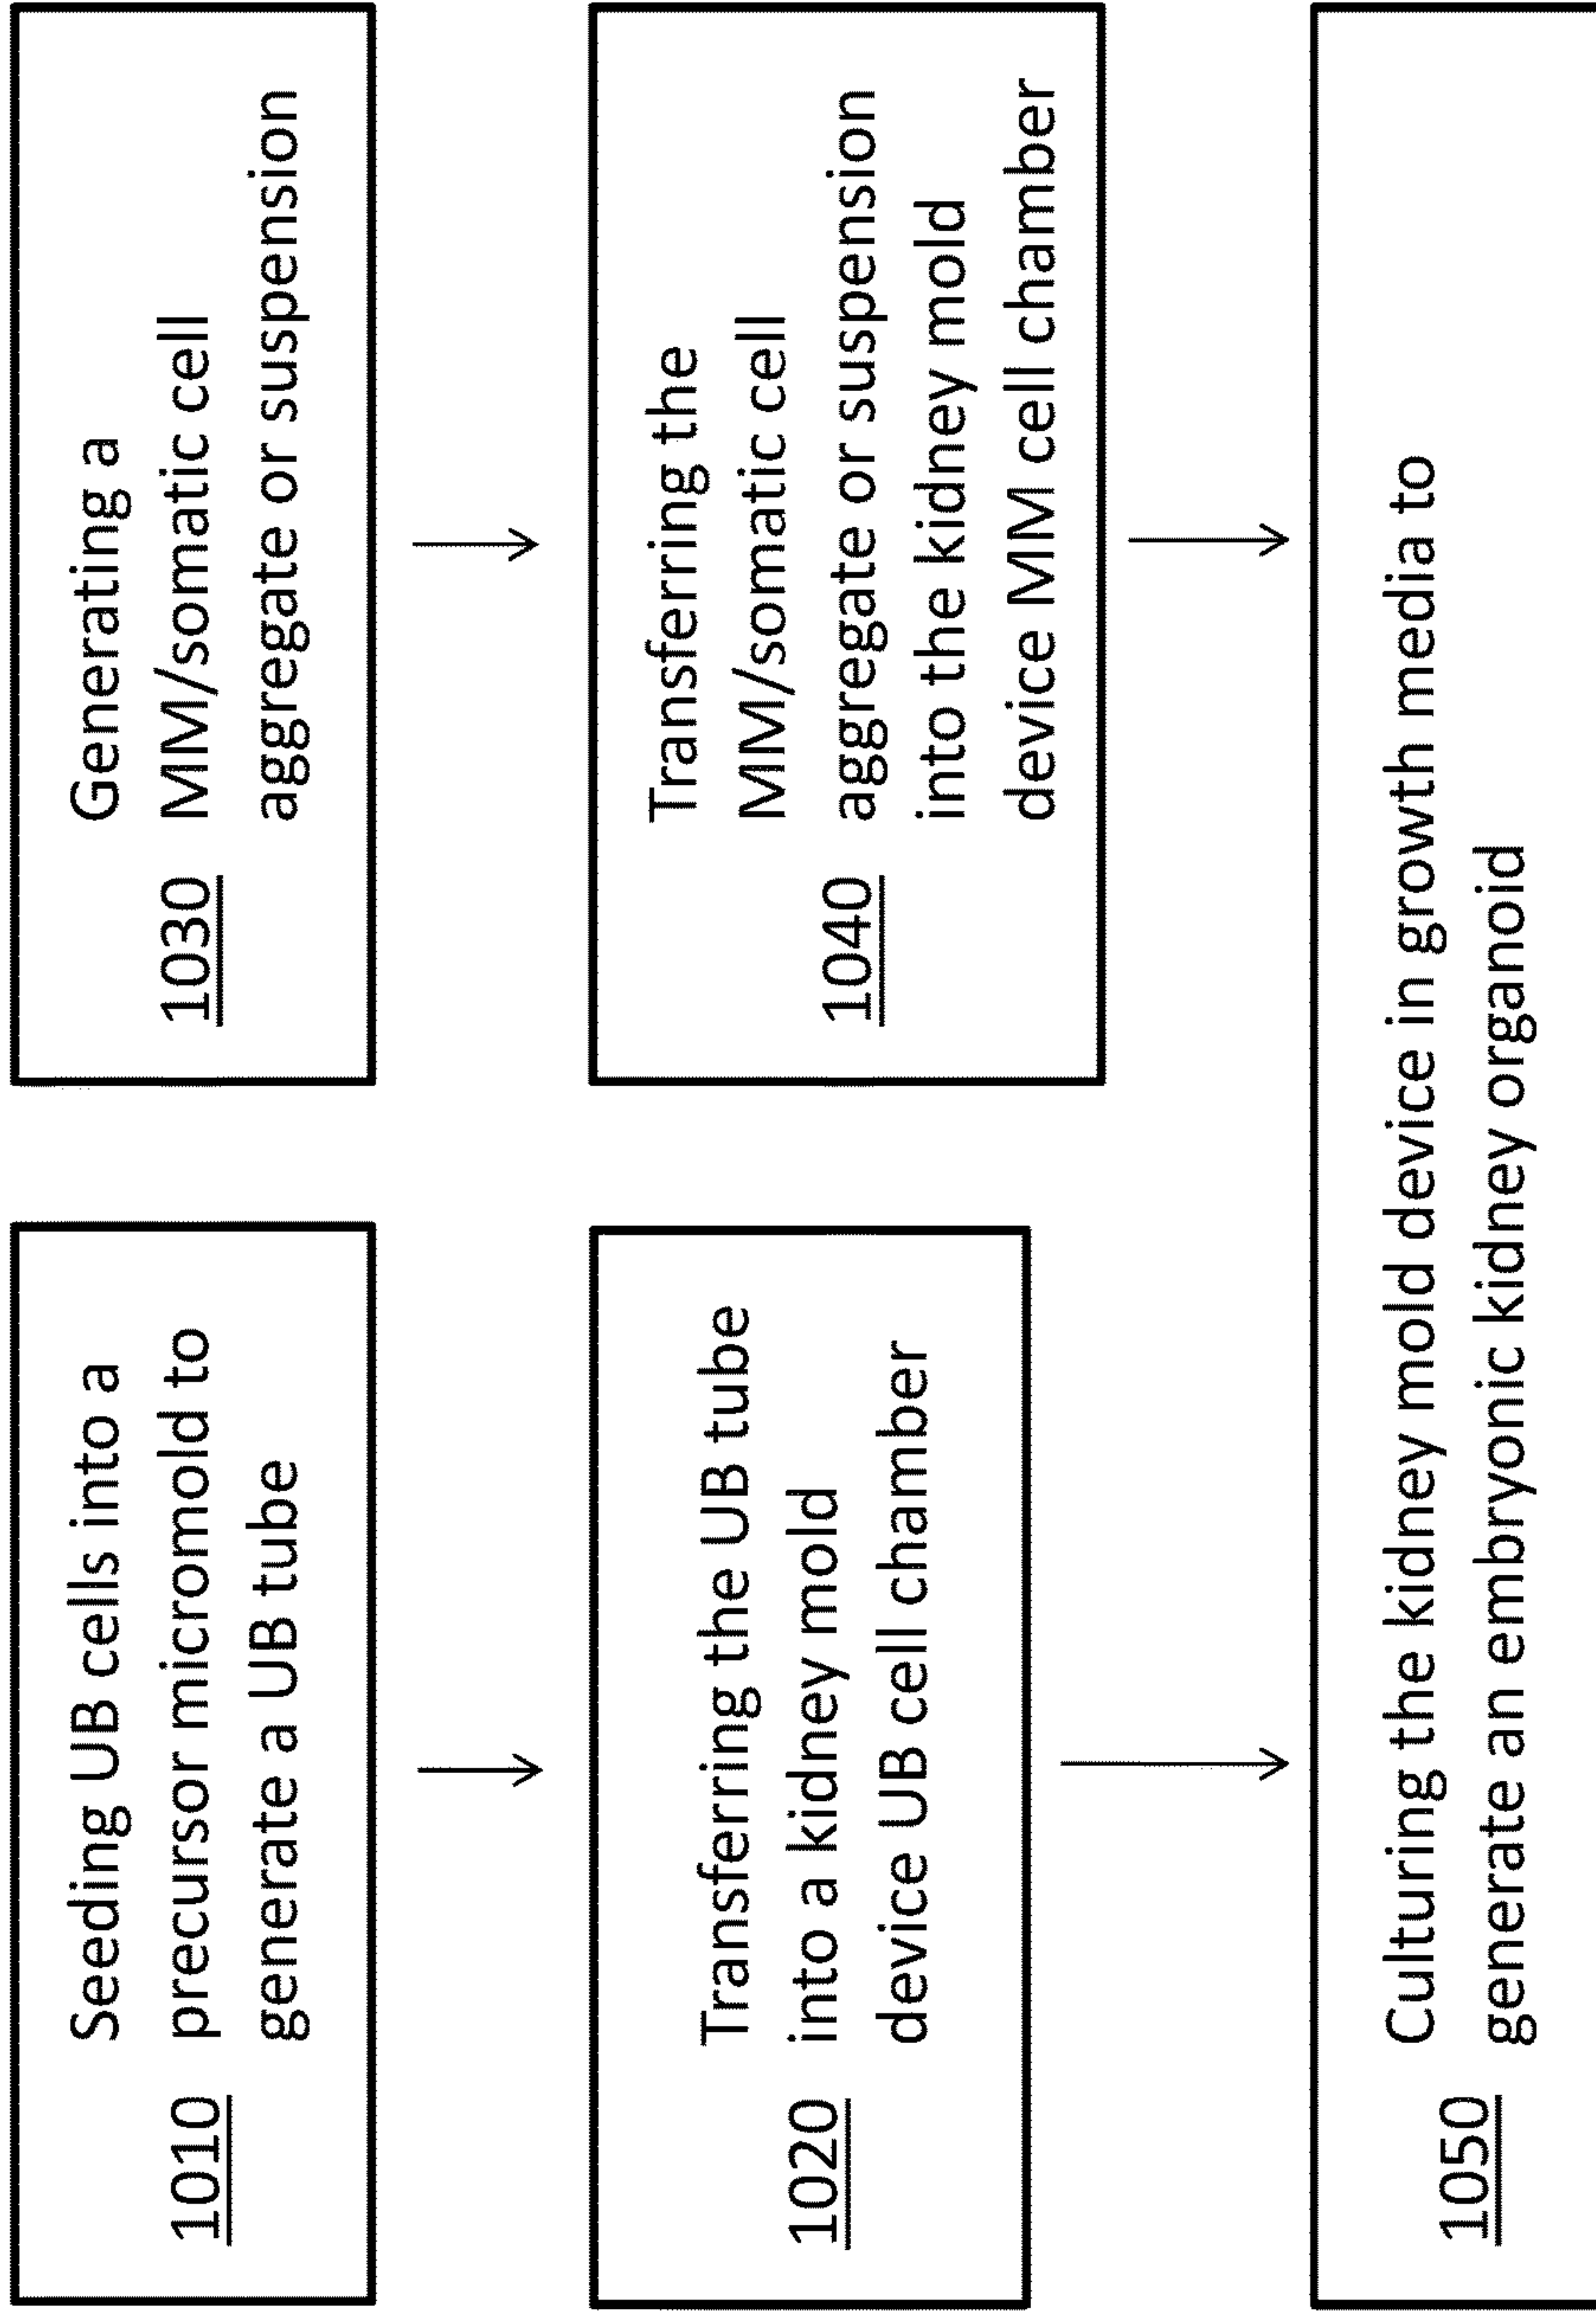 1010
Seeding UB cells into a
precursor micromold to
generate a UB tube
1020
Transferring the UB tube
into a kidney mold
device UB cell chamber
1030
Generating a
MM/somatic cell
aggregate or suspension
1040
Transferring the
MM/somatic cell
aggregate or suspension
into the kidney mold
device MM cell chamber
1050
Culturing the kidney mold device in growth media to
generate an embryonic kidney organoid